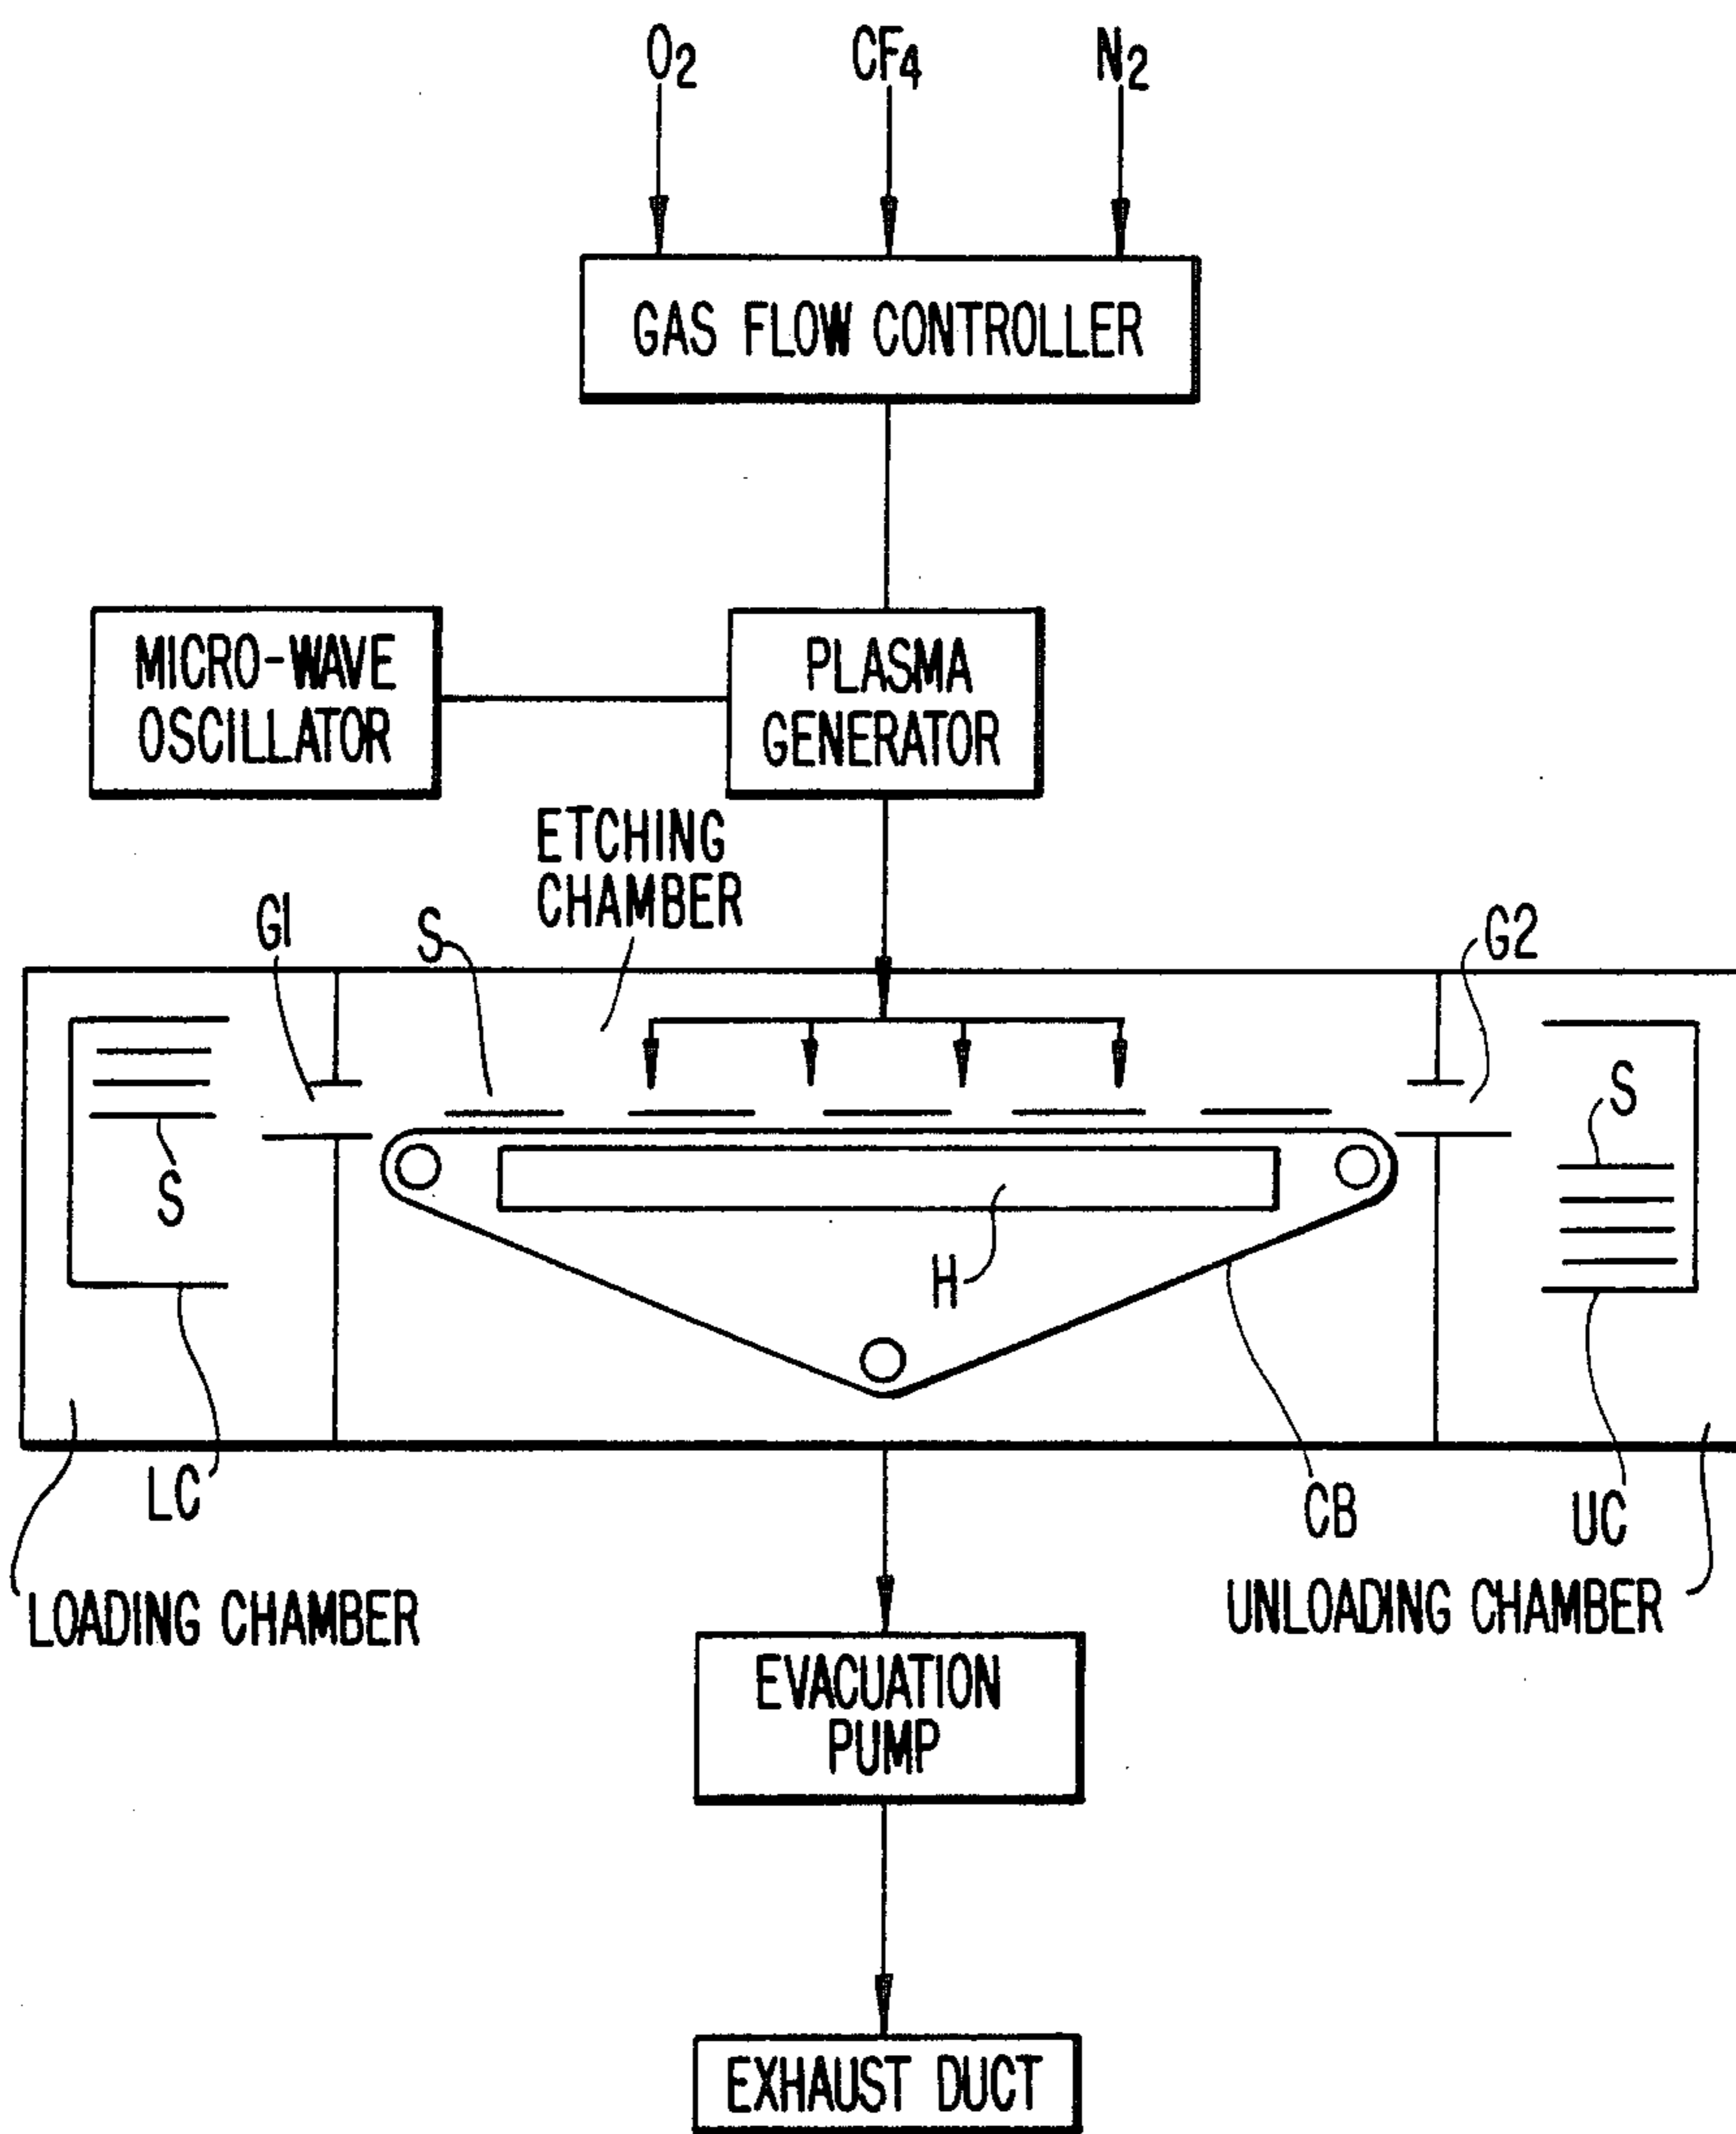 O2 CF4 N2
GAS FLOW CONTROLLER
MICRO-WAVE
OSCILLATOR
PLASMA
GENERATOR
ETCHING
CHAMBER
G1
S
G2
S
S
H
LC
CB
UC
LOADING CHAMBER
UNLOADING CHAMBER
EVACUATION
PUMP
EXHAUST DUCT